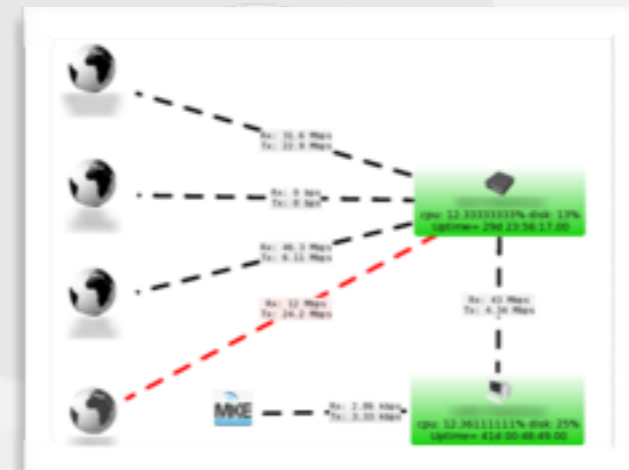 Rx: 31.6 Mbps
Tx: 22.9 Mbps
Rx: 0 bps
Tx: 0 bps
cpu: 12.33333333% disk: 13%
Uptime= 29d 23:56:17.00
Rx: 46.3 Mbps
Tx: 6.11 Mbps
Rx: 12 Mbps
Tx: 24.2 Mbps
Rx: 43 Mbps
Tx: 4.34 Mbps
MKE
Rx: 2.86 kbps
Tx: 3.33 kbps
cpu: 12.36111111% disk: 25%
Uptime= 41d 00:48:49.00